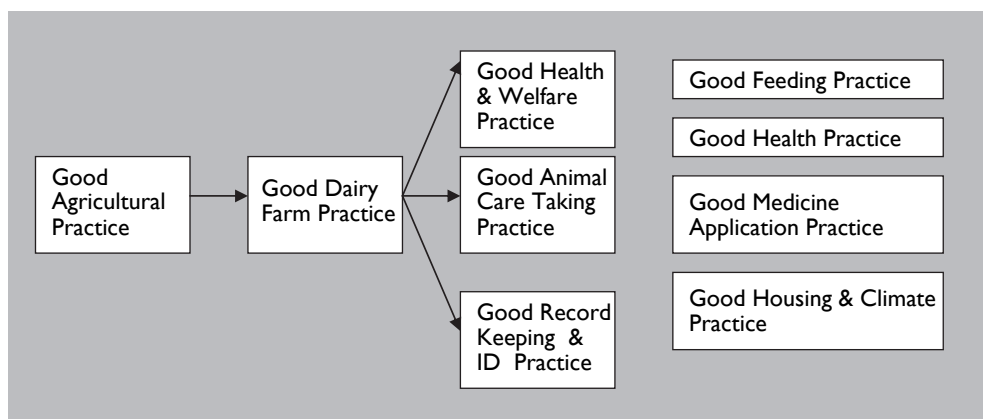 Good
Agricultural
Practice
Good Dairy
Farm Practice
Good Health
& Welfare
Practice
Good Animal
Care Taking
Practice
Good Record
Keeping &
ID Practice
Good Feeding Practice
Good Health Practice
Good Medicine
Application Practice
Good Housing & Climate
Practice